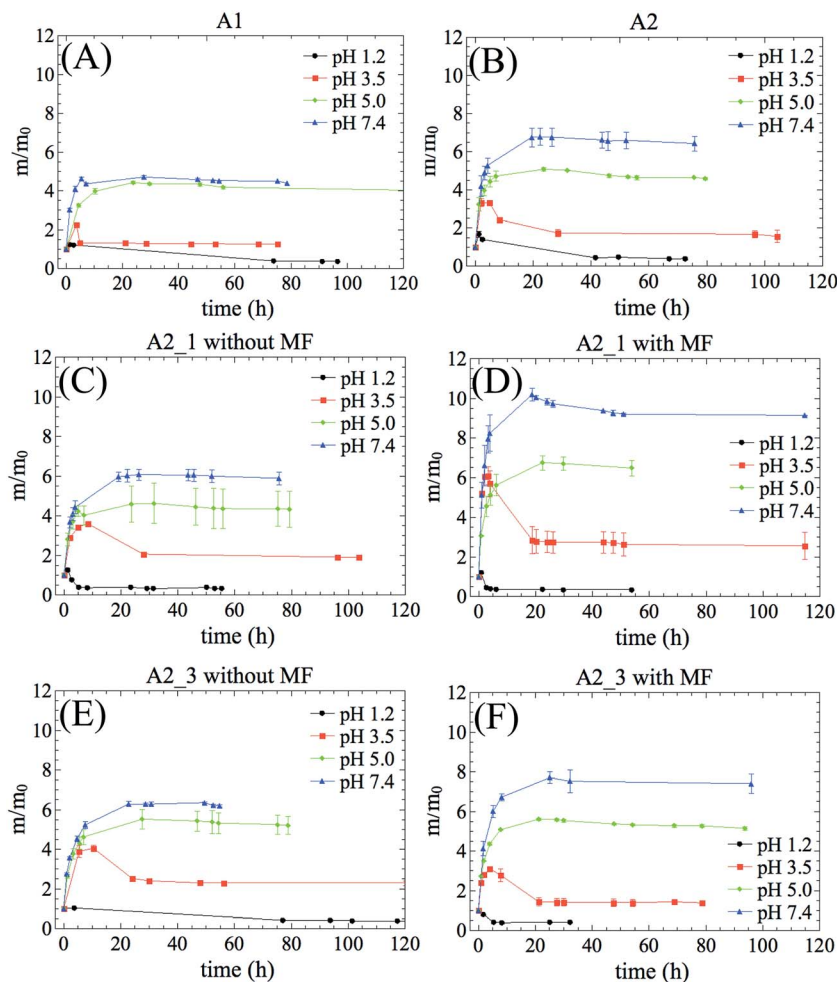 A1
(A)
pH 1.2
pH 3.5
pH 5.0
pH 7.4
12
10
8
6
4
2
0
m/m0
0 20 40 60 80 100 120
time (h)
A2
(B)
pH 1.2
pH 3.5
pH 5.0
pH 7.4
12
10
8
6
4
2
0
m/m0
0 20 40 60 80 100 120
time (h)
A2_1 without MF
(C)
pH 1.2
pH 3.5
pH 5.0
pH 7.4
12
10
8
6
4
2
0
m/m0
0 20 40 60 80 100 120
time (h)
A2_1 with MF
(D)
pH 1.2
pH 3.5
pH 5.0
pH 7.4
12
10
8
6
4
2
0
m/m0
0 20 40 60 80 100 120
time (h)
A2_3 without MF
(E)
pH 1.2
pH 3.5
pH 5.0
pH 7.4
12
10
8
6
4
2
0
m/m0
0 20 40 60 80 100 120
time (h)
A2_3 with MF
(F)
pH 1.2
pH 3.5
pH 5.0
pH 7.4
12
10
8
6
4
2
0
m/m0
0 20 40 60 80 100 120
time (h)